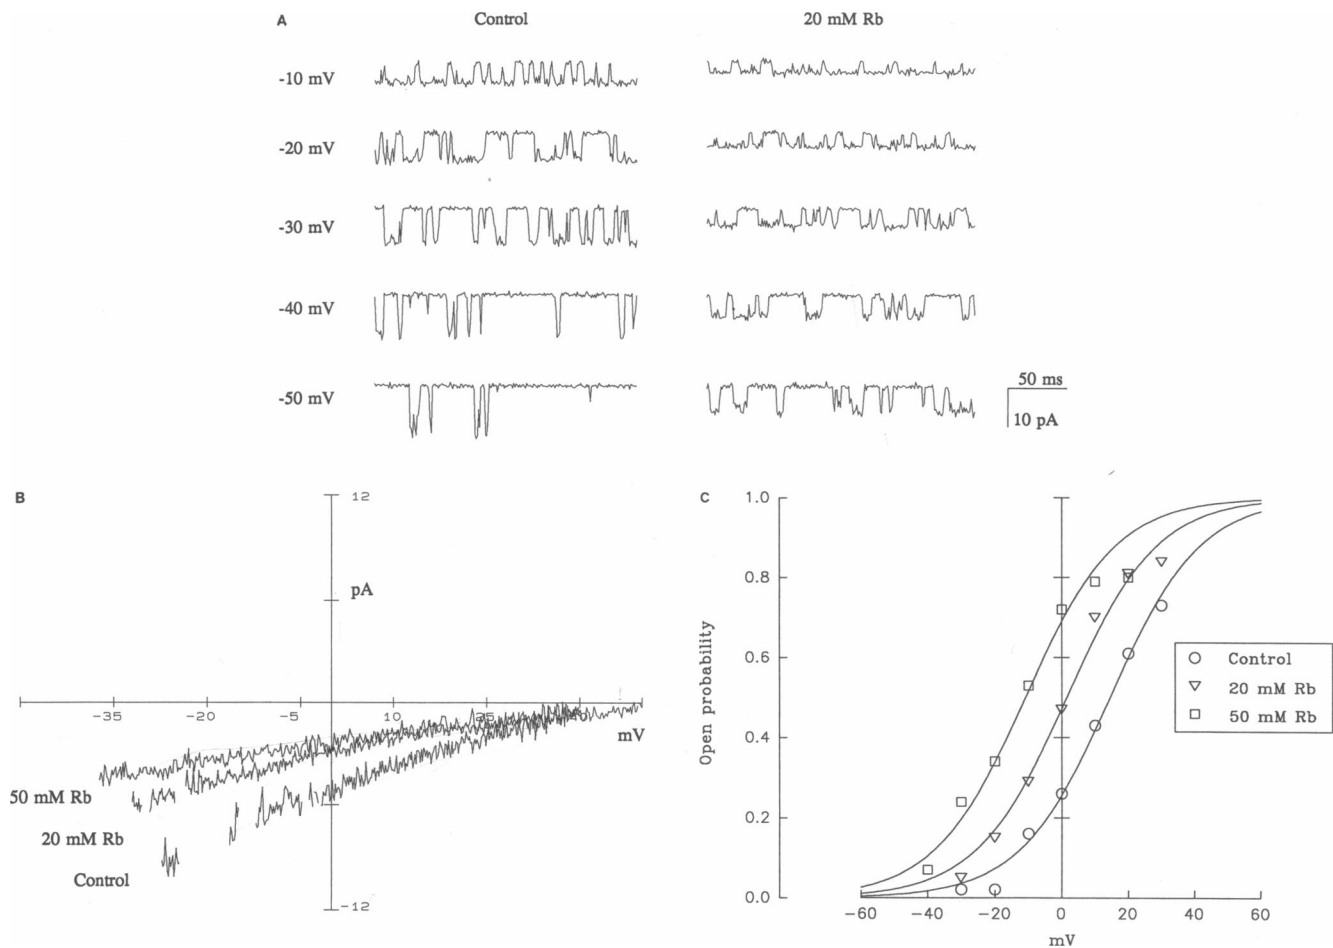 A
Control
20 mM Rb
-10 mV
-20 mV
-30 mV
-40 mV
-50 mV
50 ms
10 pA
B
12
pA
-35
-20
-5
10
25
40
mV
50 mM Rb
20 mM Rb
Control
-12
C
1.0
0.8
0.6
0.4
0.2
0.0
Open probability
-60
-40
-20
0
20
40
60
mV
Control
20 mM Rb
50 mM Rb